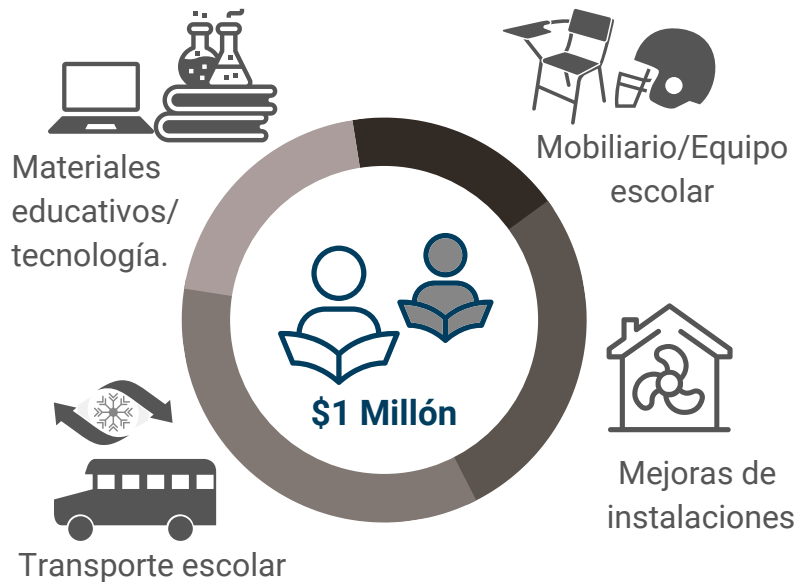 Materiales
educativos/
tecnología.
Mobiliario/Equipo
escolar
$1 Millón
Mejoras de
instalaciones
Transporte escolar